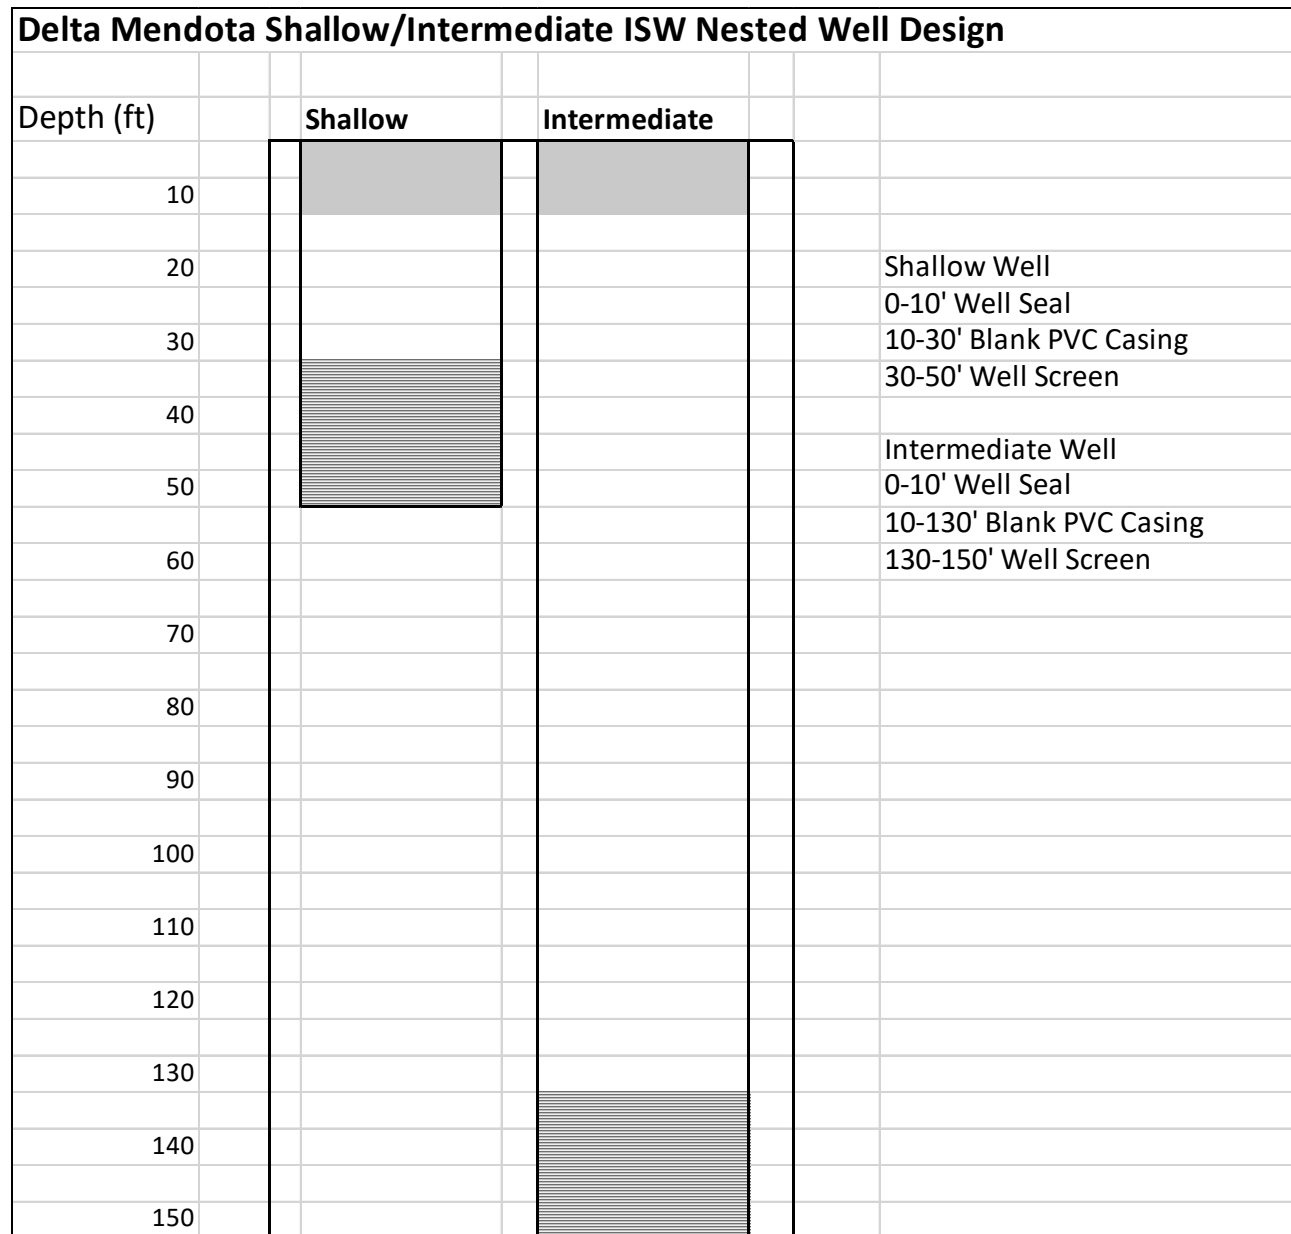 Delta Mendota Shallow/Intermediate ISW Nested Well Design
Depth (ft)
Shallow
Intermediate
10
20
Shallow Well
0-10' Well Seal
30
10-30' Blank PVC Casing
30-50' Well Screen
40
Intermediate Well
50
0-10' Well Seal
10-130' Blank PVC Casing
60
130-150' Well Screen
70
80
90
100
110
120
130
140
150